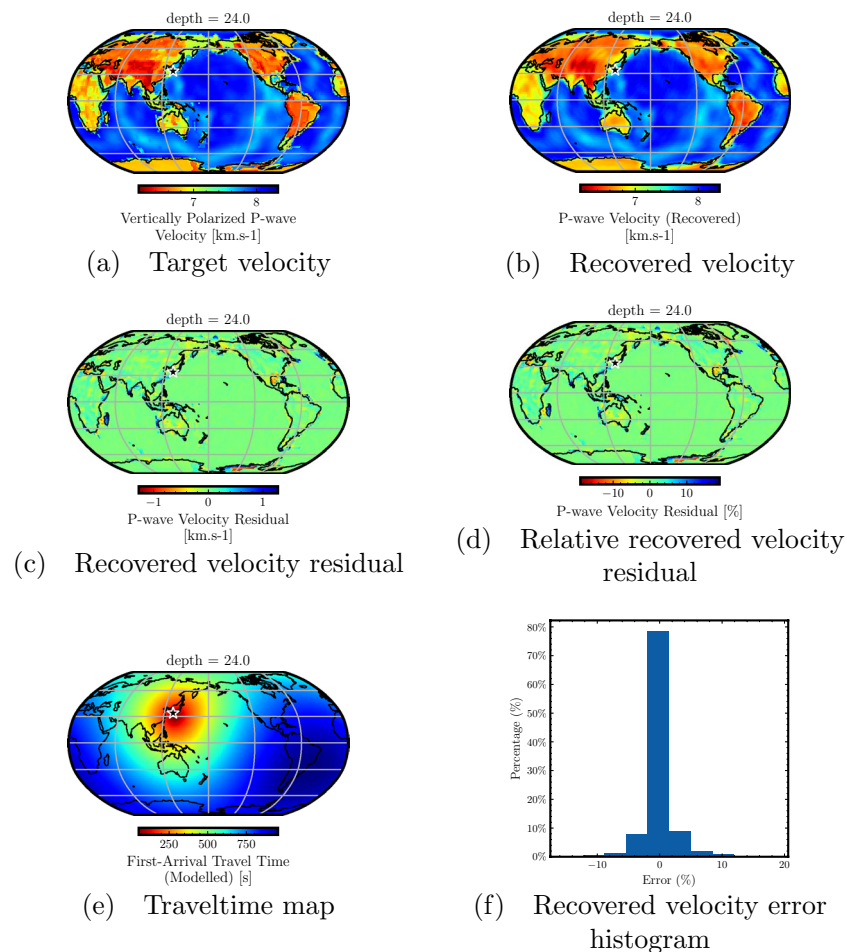 depth = 24.0
7 8
Vertically Polarized P-wave
Velocity [km.s-1]
(a) Target velocity
depth = 24.0
7 8
P-wave Velocity (Recovered)
[km.s-1]
(b) Recovered velocity
depth = 24.0
−1 0 1
P-wave Velocity Residual
[km.s-1]
(c) Recovered velocity residual
depth = 24.0
−10 0 10
P-wave Velocity Residual [%]
(d) Relative recovered velocity
residual
depth = 24.0
250 500 750
First-Arrival Travel Time
(Modelled) [s]
(e) Traveltime map
80%
70%
60%
50%
40%
30%
20%
10%
0%
Percentage (%)
−10 0 10 20
Error (%)
(f) Recovered velocity error
histogram